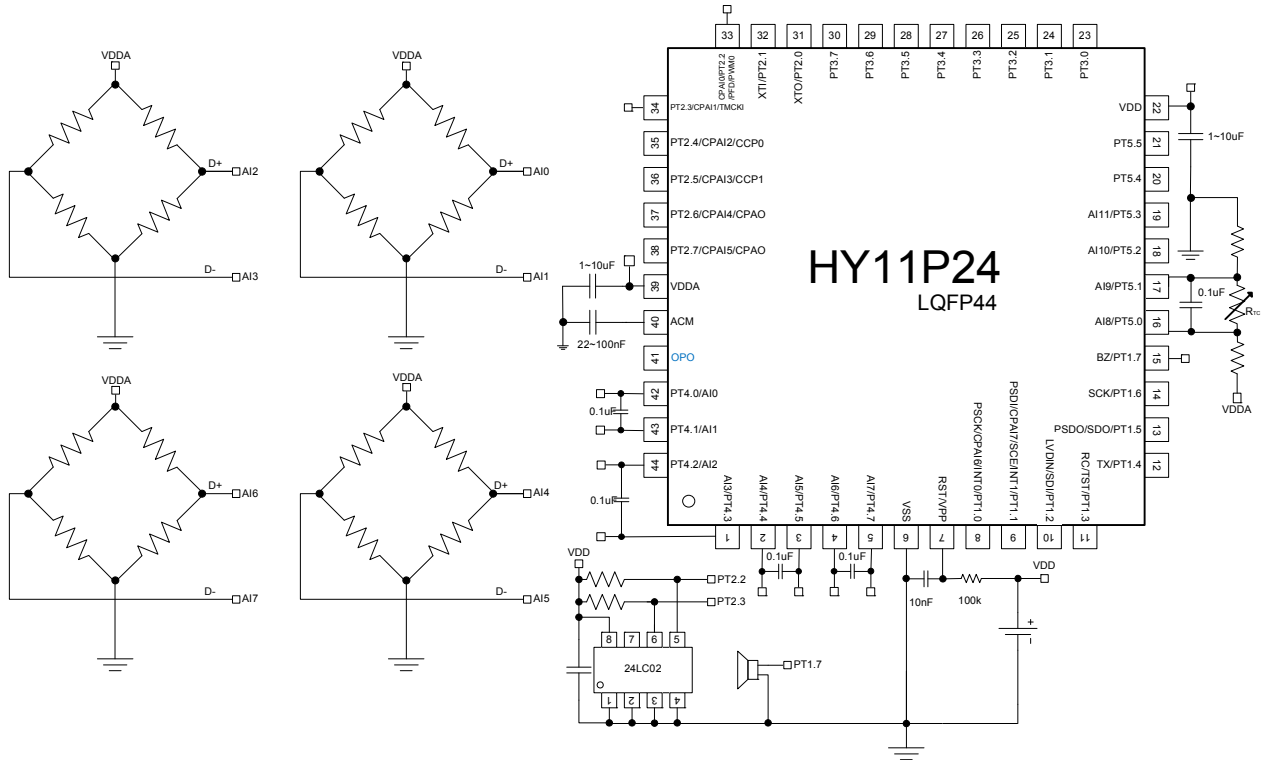 VDDA
D+
AI2
D-
AI3
VDDA
D+
AI0
D-
AI1
VDDA
D+
AI6
D-
AI7
VDDA
D+
AI4
D-
AI5
HY11P24
LQFP44
33
32
31
30
29
28
27
26
25
24
23
CPAI0/PT2.2
/PFD/PWM0
XTI/PT2.1
XTO/PT2.0
PT3.7
PT3.6
PT3.5
PT3.4
PT3.3
PT3.2
PT3.1
PT3.0
34 PT2.3/CPAI1/TMCKI
35 PT2.4/CPAI2/CCP0
36 PT2.5/CPAI3/CCP1
37 PT2.6/CPAI4/CPAO
38 PT2.7/CPAI5/CPAO
39 VDDA
40 ACM
41 OPO
42 PT4.0/AI0
43 PT4.1/AI1
44 PT4.2/AI2
1~10uF
22~100nF
0.1uF
0.1uF
VDD 22
PT5.5 21
PT5.4 20
AI11/PT5.3 19
AI10/PT5.2 18
AI9/PT5.1 17
AI8/PT5.0 16
BZ/PT1.7 15
SCK/PT1.6 14
PSDO/SDO/PT1.5 13
TX/PT1.4 12
1~10uF
0.1uF
RTC
VDDA
AI3/PT4.3
AI4/PT4.4
AI5/PT4.5
AI6/PT4.6
AI7/PT4.7
VSS
RST/VPP
PSCK/CPAI6/INT0/PT1.0
PSDI/CPAI7/SCE/INT1/PT1.1
LVDIN/SDI/PT1.2
RC/TST/PT1.3
1
2
3
4
5
6
7
8
9
10
11
0.1uF
0.1uF
10nF
100k
VDD
+
-
VDD
PT2.2
PT2.3
8
7
6
5
24LC02
1
2
3
4
PT1.7